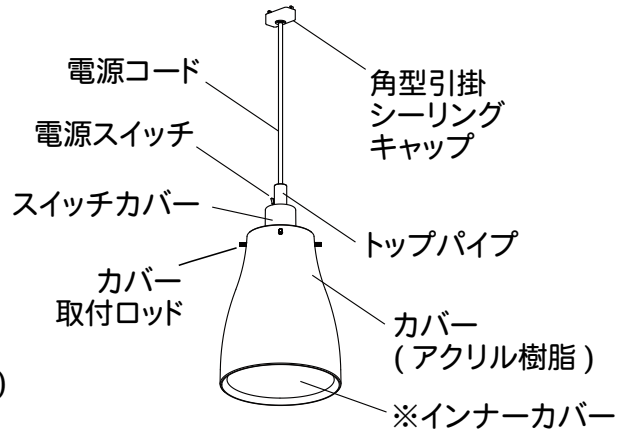 電源コード
角型引掛
シーリング
キャップ
電源スイッチ
スイッチカバー
トップパイプ
カバー
取付ロッド
カバー
( アクリル樹脂 )
)
※インナーカバー